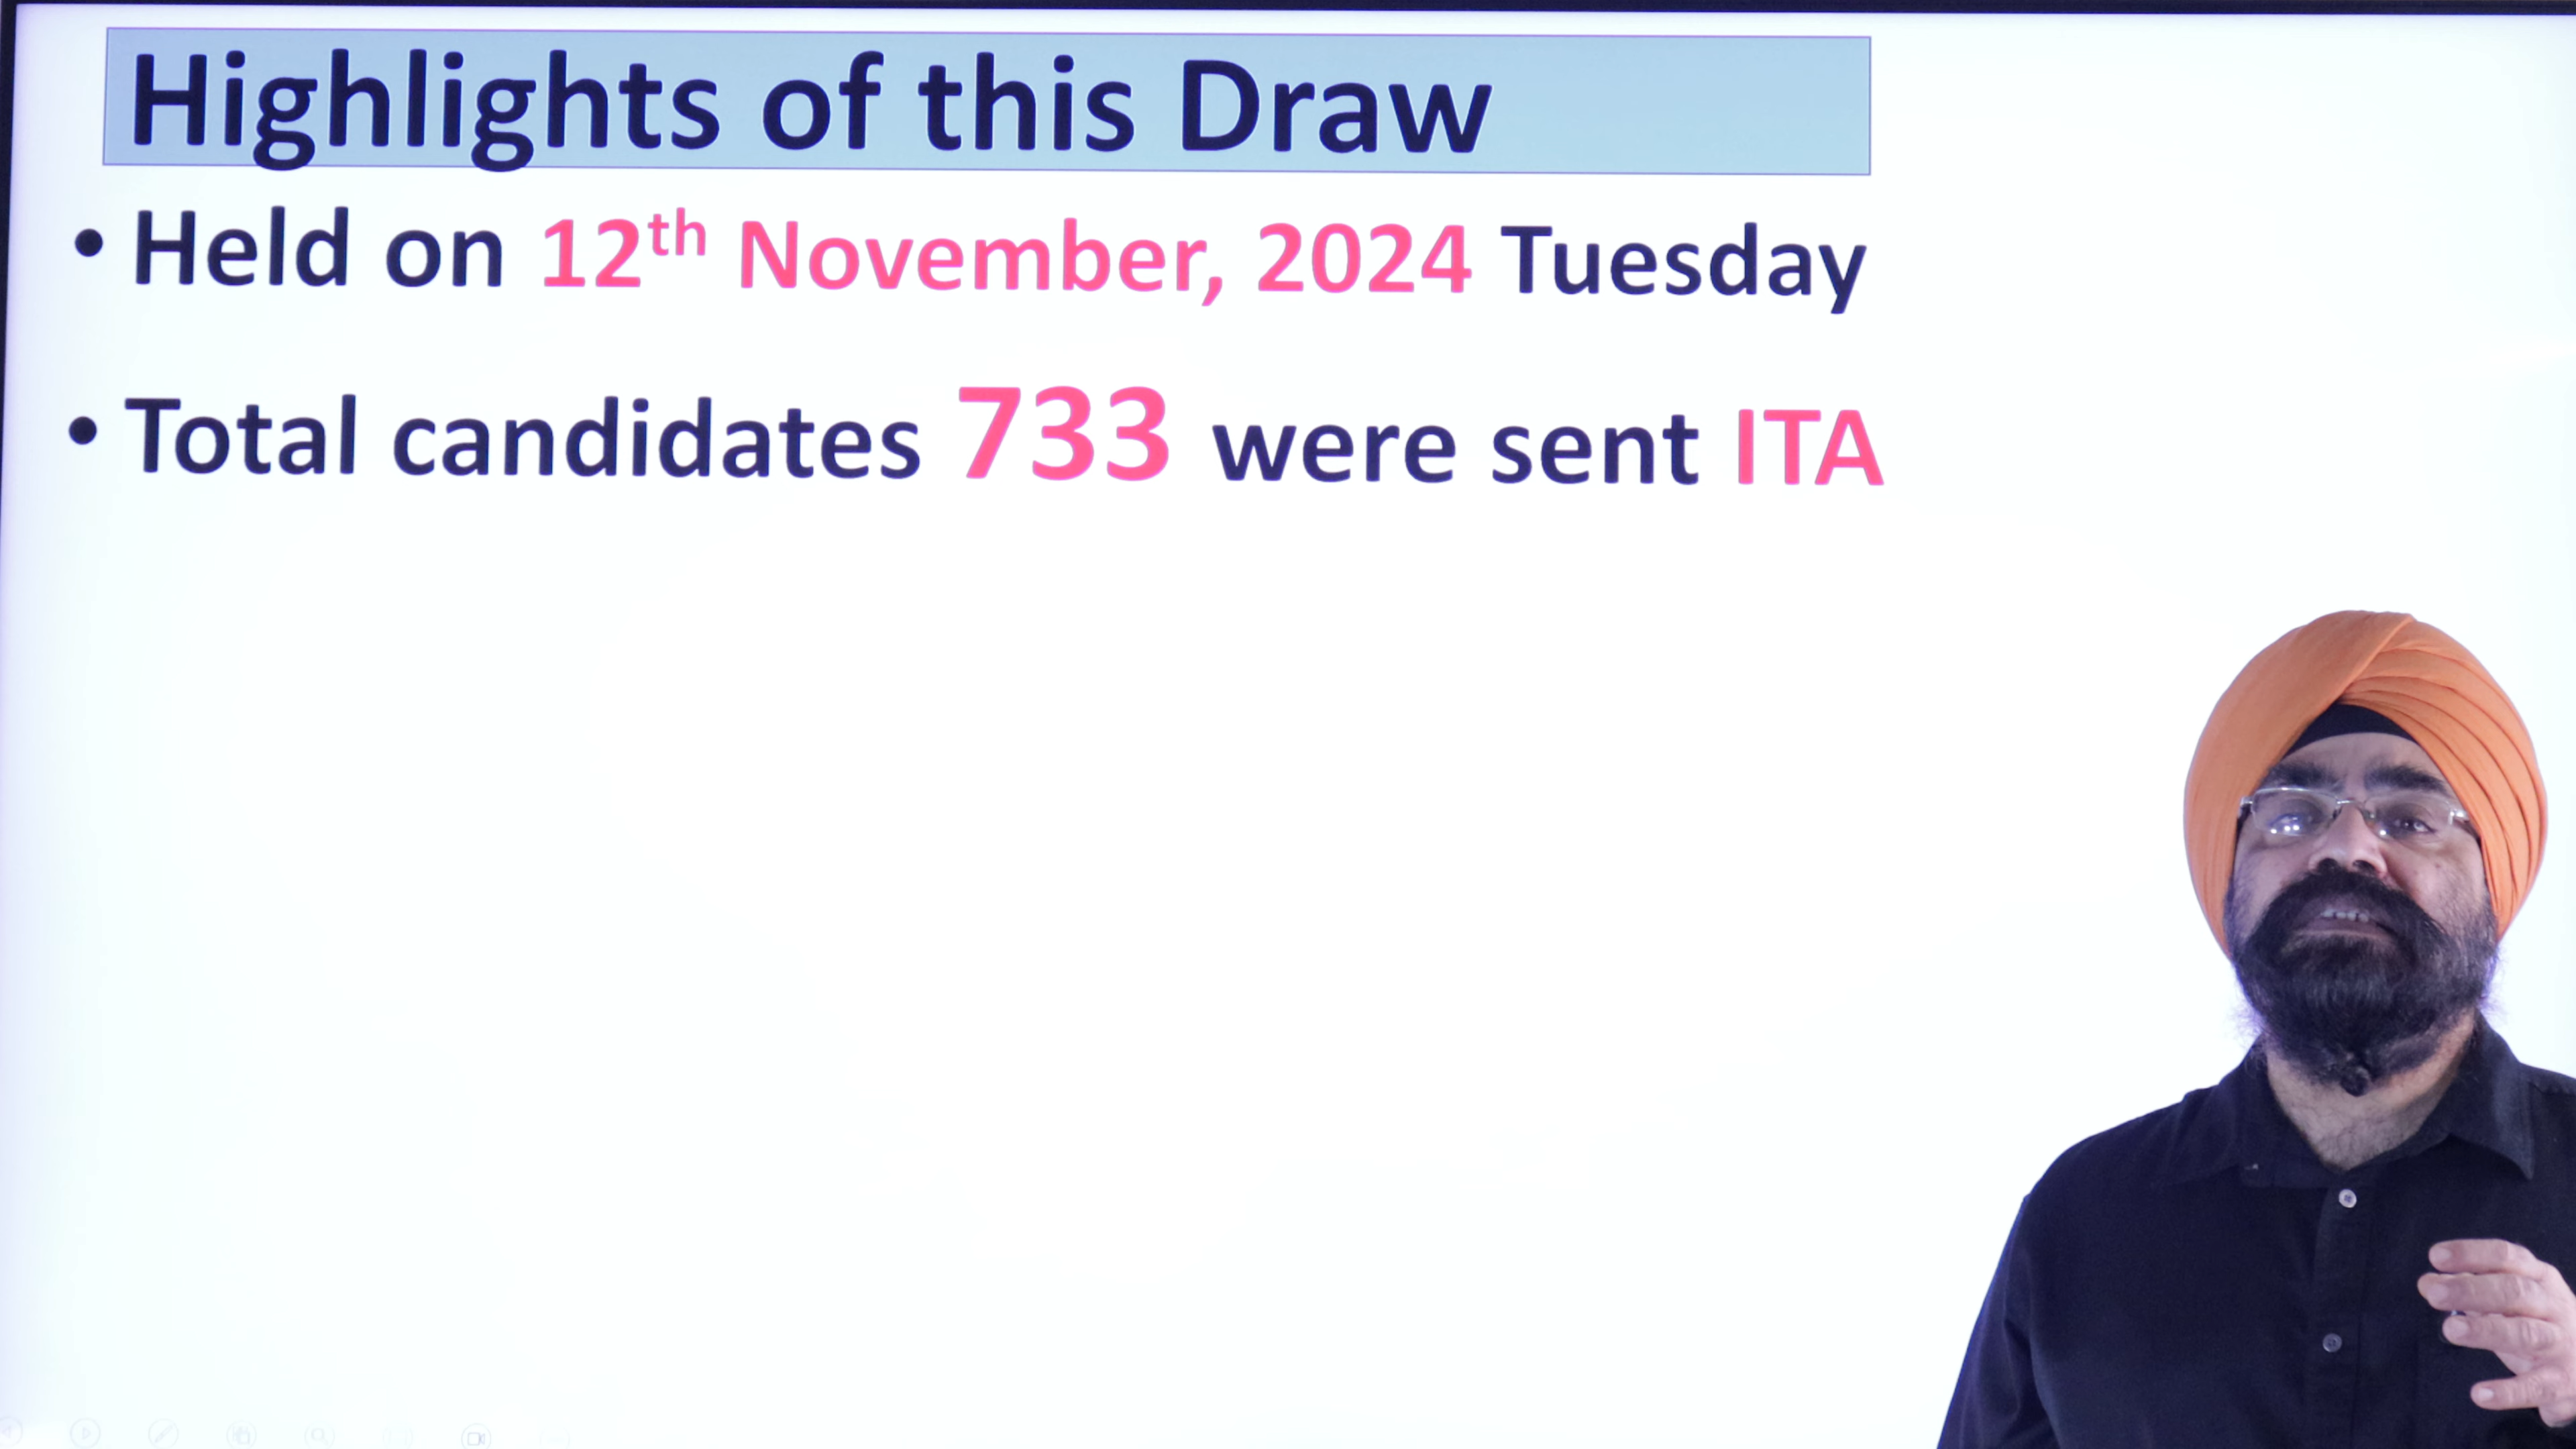 Highlights of this Draw
• Held on 12th November, 2024 Tuesday
• Total candidates 733 were sent ITA